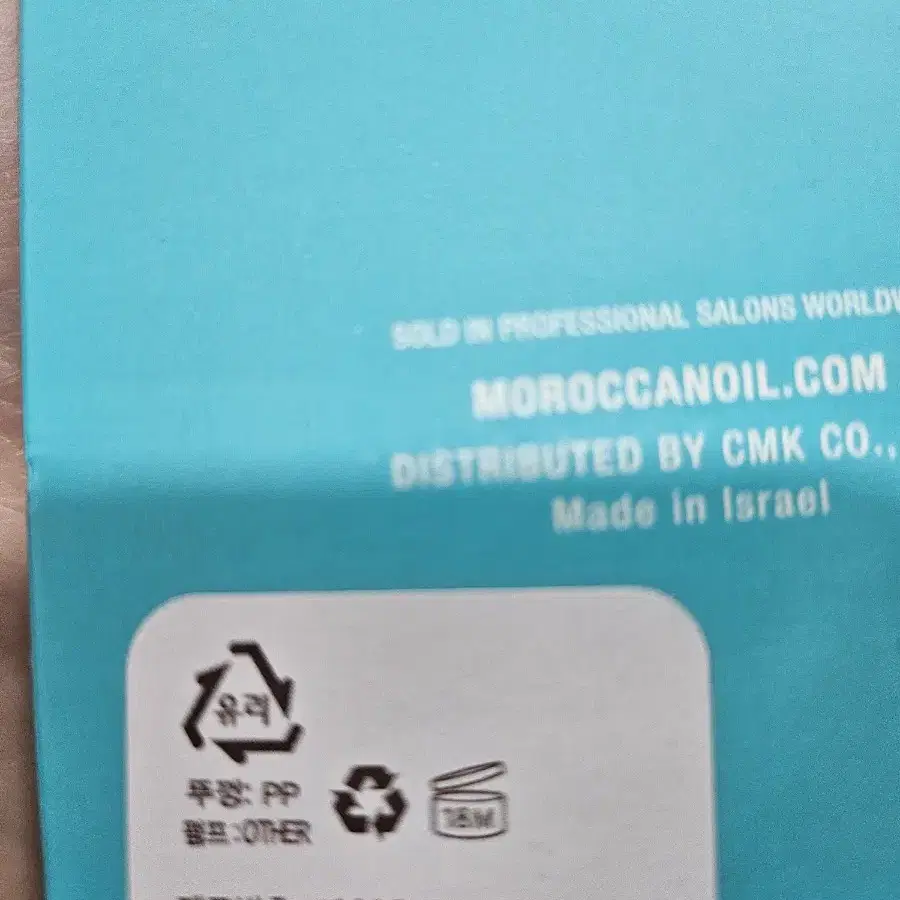 SOLD IN PROFESSIONAL SALONS
MOROCCANOIL.COM
DISTRIBUTED BY CMK CO.,
Made in Israel
유리
뚜껑: PP
펌프:OTHER
18M